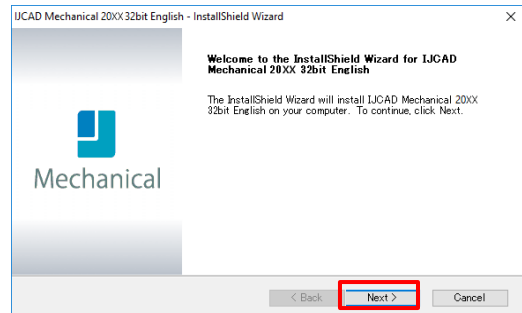 IJCAD Mechanical 20XX 32bit English - InstallShield Wizard
Welcome to the InstallShield Wizard for IJCAD
Mechanical 20XX 32bit English
The InstallShield Wizard will install IJCAD Mechanical 20XX
32bit English on your computer. To continue, click Next.
Mechanical
< Back
Next >
Cancel